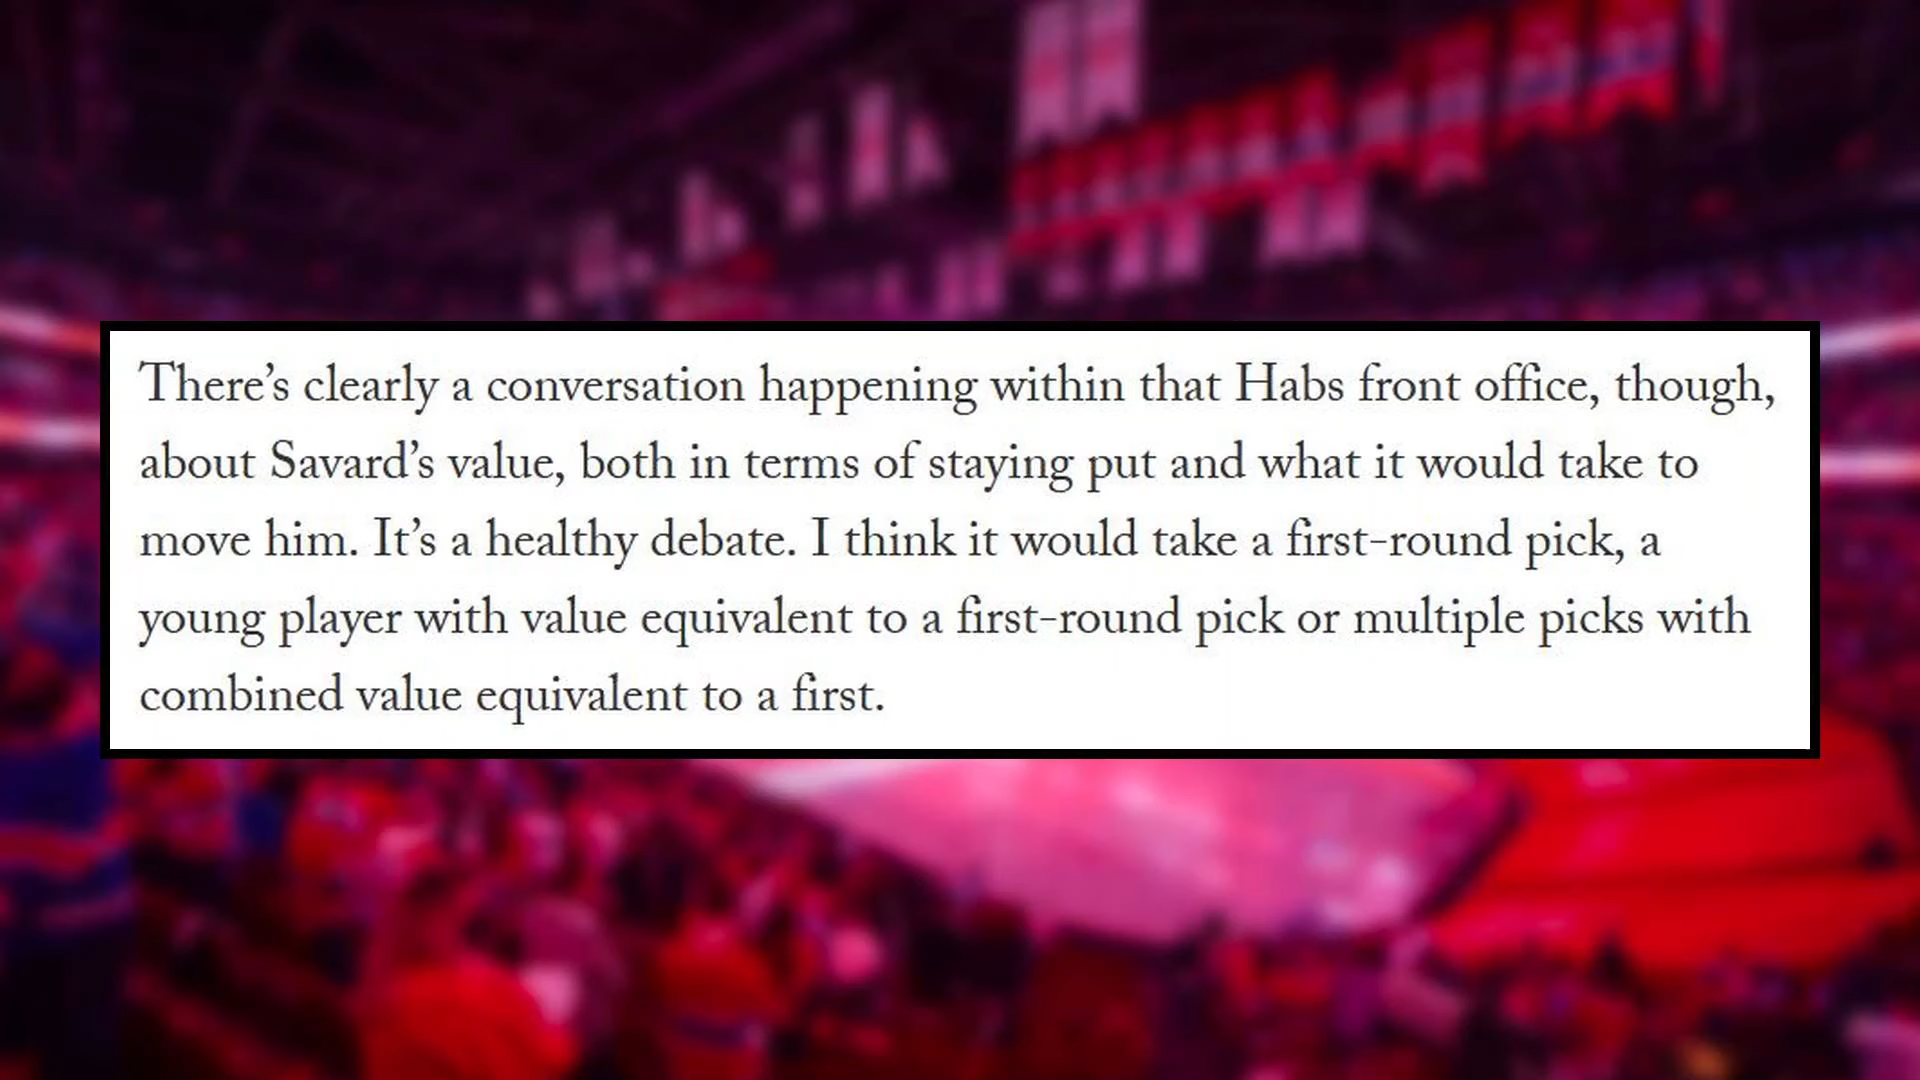 There’s clearly a conversation happening within that Habs front office, though,
about Savard’s value, both in terms of staying put and what it would take to
move him. It’s a healthy debate. I think it would take a first-round pick, a
young player with value equivalent to a first-round pick or multiple picks with
combined value equivalent to a first.